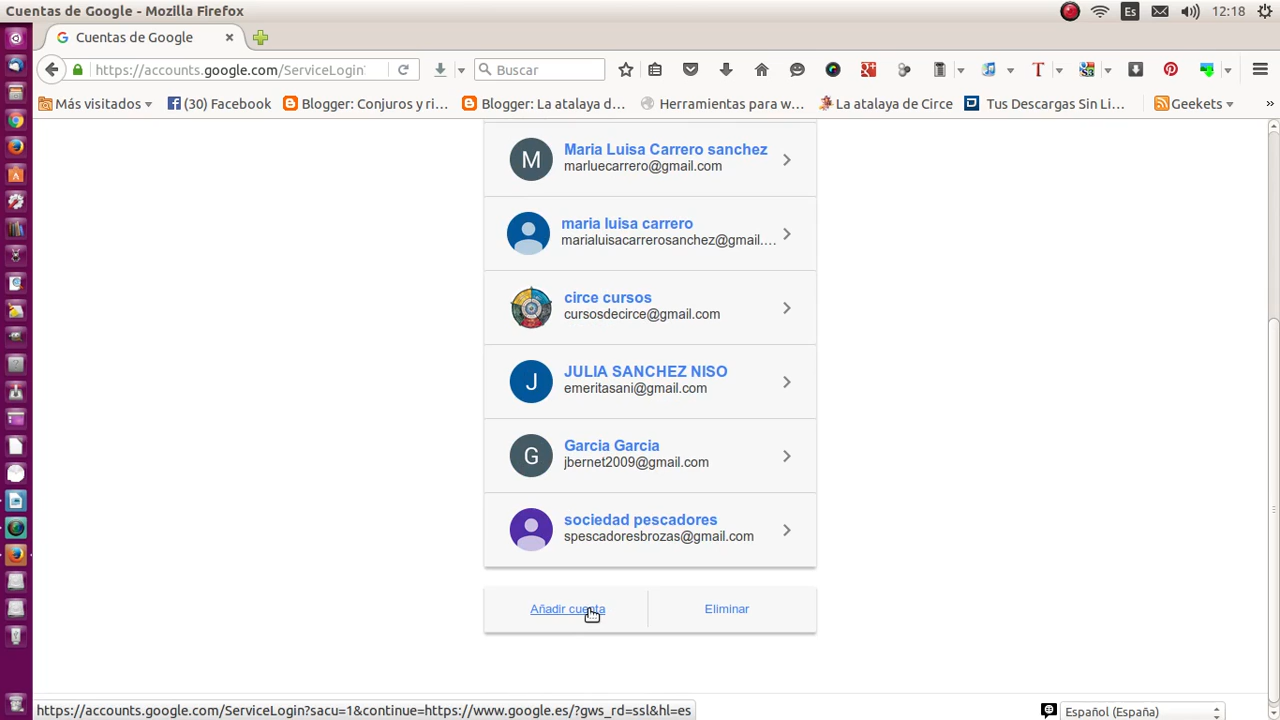 Cuentas de Google - Mozilla Firefox
Es
12:18
G Cuentas de Google
https://accounts.google.com/ServiceLogin
Buscar
Más visitados
(30) Facebook
Blogger: Conjuros y ri...
Blogger: La atalaya d...
Herramientas para w...
La atalaya de Circe
Tus Descargas Sin Li...
Geekets
M
Maria Luisa Carrero sanchez
marluecarrero@gmail.com
maria luisa carrero
marialuisacarrerosanchez@gmail....
circe cursos
cursosdecirce@gmail.com
J
JULIA SANCHEZ NISO
emeritasani@gmail.com
G
Garcia Garcia
jbernet2009@gmail.com
sociedad pescadores
spescadoresbrozas@gmail.com
Añadir cuenta
Eliminar
https://accounts.google.com/ServiceLogin?sacu=1&continue=https://www.google.es/?gws_rd=ssl&hl=es
Español (España)